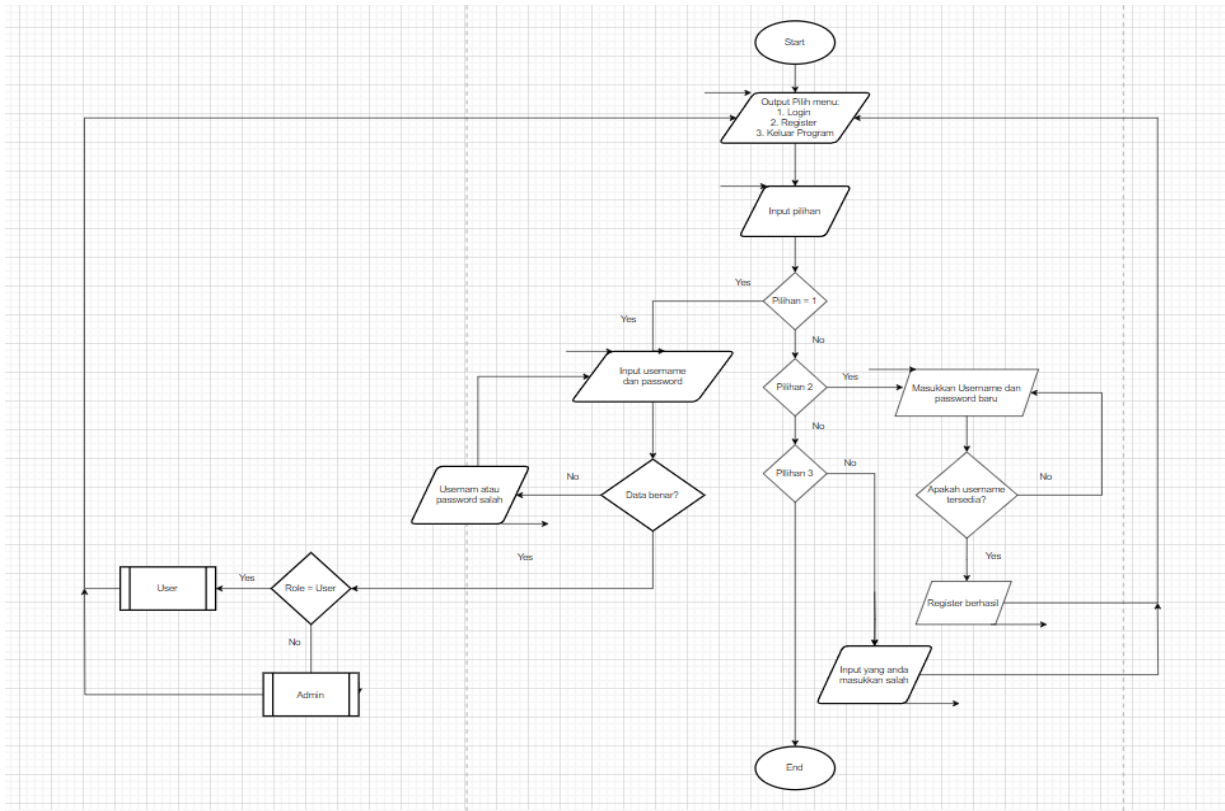 Start
Output Pilih menu:
1. Login
2. Register
3. Keluar Program
Input pilihan
Yes
Pilihan = 1
Yes
No
Input username
dan password
Pilihan 2
Yes
Masukkan Username dan
password baru
No
Usernam atau
password salah
No
Data benar?
Pilihan 3
No
Apakah username
tersedia?
No
Yes
Yes
User
Yes
Role = User
Register berhasil
No
Input yang anda
masukkan salah
Admin
End